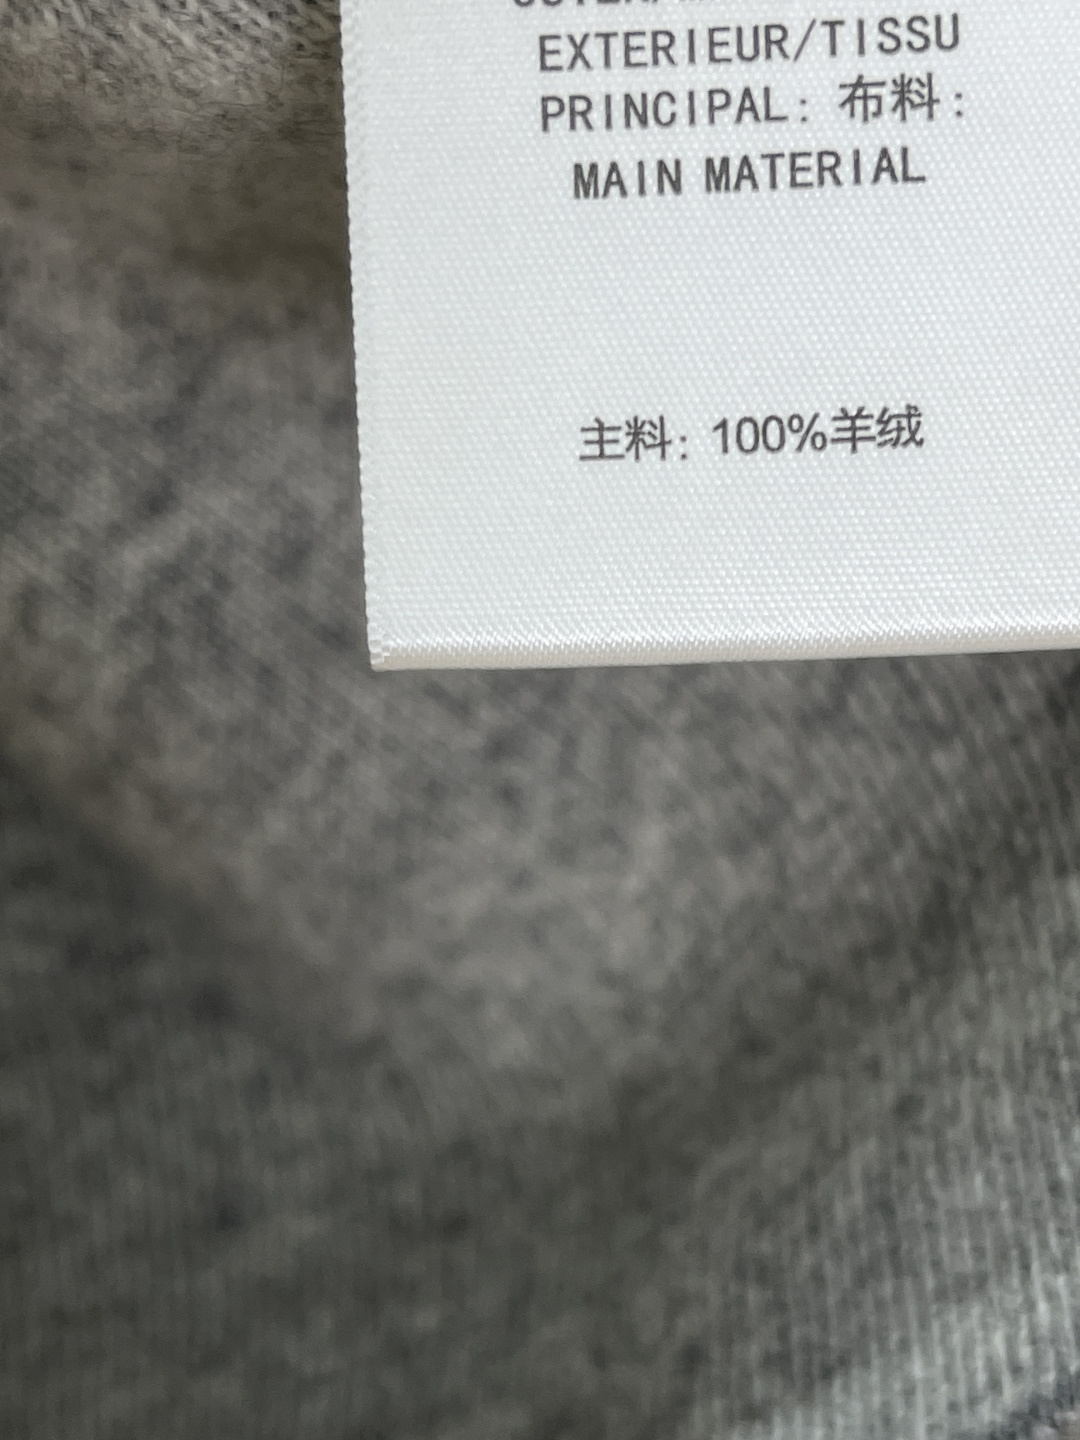 EXTERIEUR/TISSU
PRINCIPAL: 布料:
MAIN MATERIAL
主料: 100%羊绒